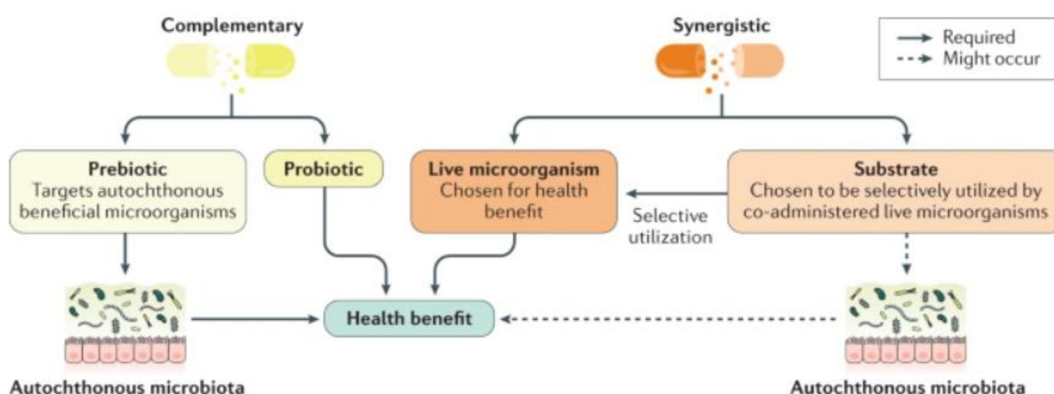 Complementary
Synergistic
Required
Might occur
Prebiotic
Targets autochthonous
beneficial microorganisms
Probiotic
Live microorganism
Chosen for health
benefit
Selective
utilization
Substrate
Chosen to be selectively utilized by
co-administered live microorganisms
Health benefit
Autochthonous microbiota
Autochthonous microbiota